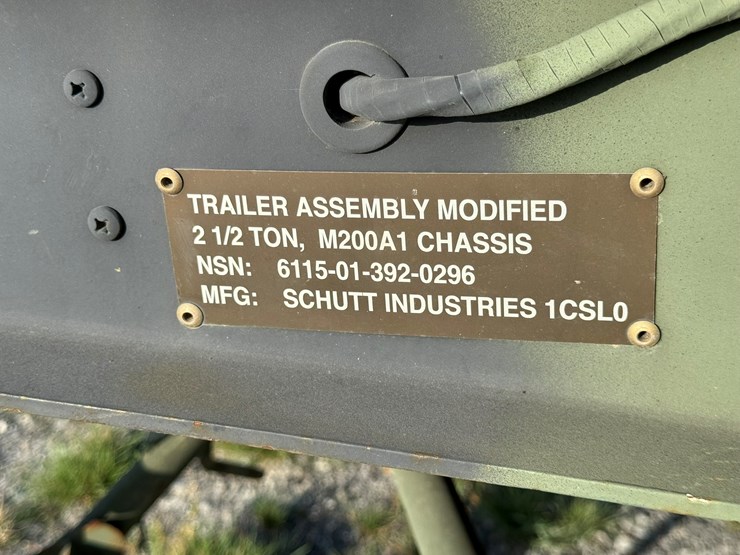 TRAILER ASSEMBLY MODIFIED
2 1/2 TON, M200A1 CHASSIS
NSN: 6115-01-392-0296
MFG: SCHUTT INDUSTRIES 1CSL0